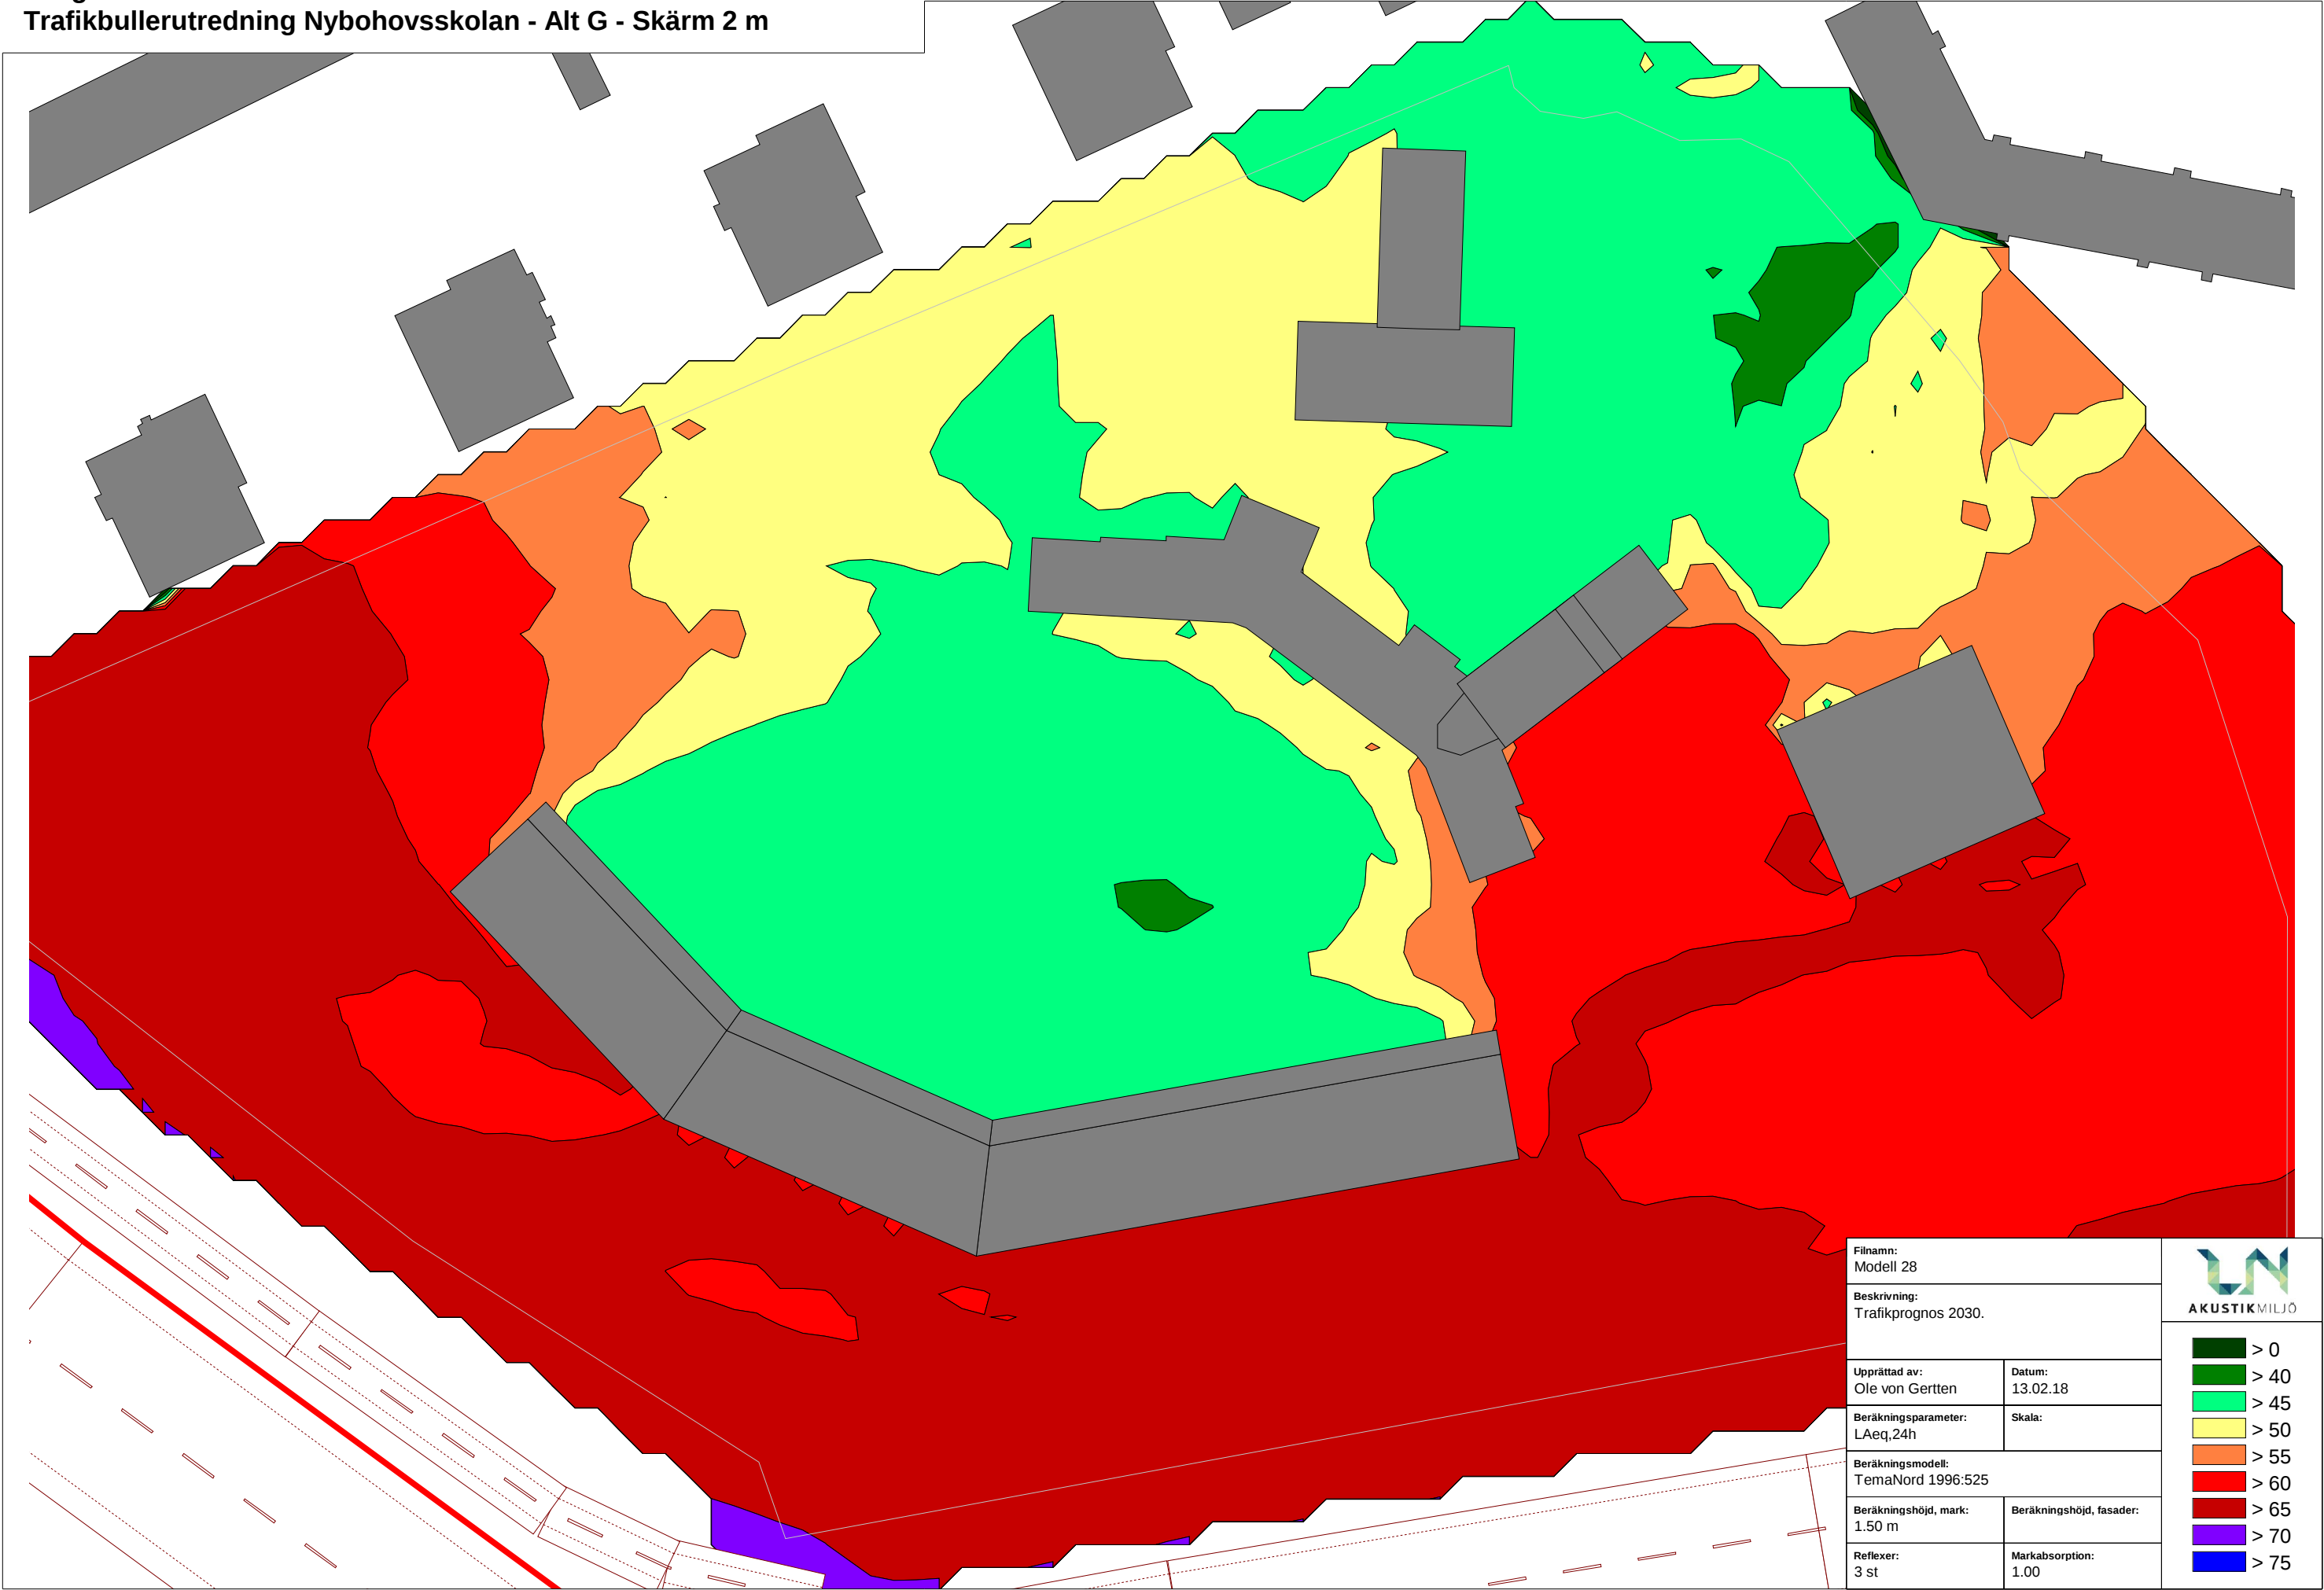 Trafikbullerutredning Nybohovsskolan - Alt G - Skärm 2 m
Filnamn:
Modell 28
Beskrivning:
Trafikprognos 2030.
Upprättad av:
Ole von Gertten
Datum:
13.02.18
Beräkningsparameter:
LAeq,24h
Skala:
Beräkningsmodell:
TemaNord 1996:525
Beräkningshöjd, mark:
1.50 m
Beräkningshöjd, fasader:
Reflexer:
3 st
Markabsorption:
1.00
AKUSTIKMILJÖ
> 0
> 40
> 45
> 50
> 55
> 60
> 65
> 70
> 75